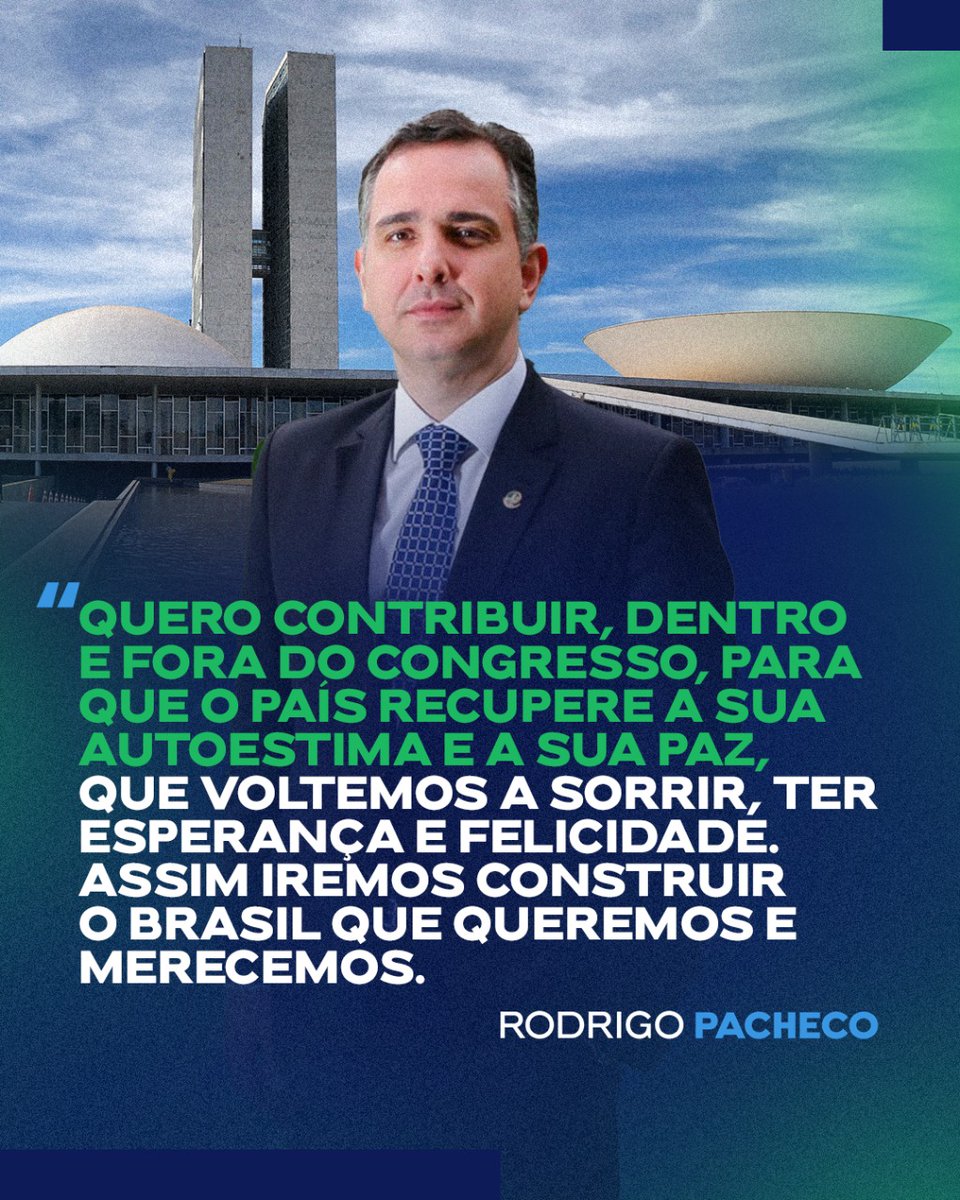 “QUERO CONTRIBUIR, DENTRO
E FORA DO CONGRESSO, PARA
QUE O PAÍS RECUPERE A SUA
AUTOESTIMA E A SUA PAZ,
QUE VOLTEMOS A SORRIR, TER
ESPERANÇA E FELICIDADE.
ASSIM IREMOS CONSTRUIR
O BRASIL QUE QUEREMOS E
MERECEMOS.
RODRIGO PACHECO